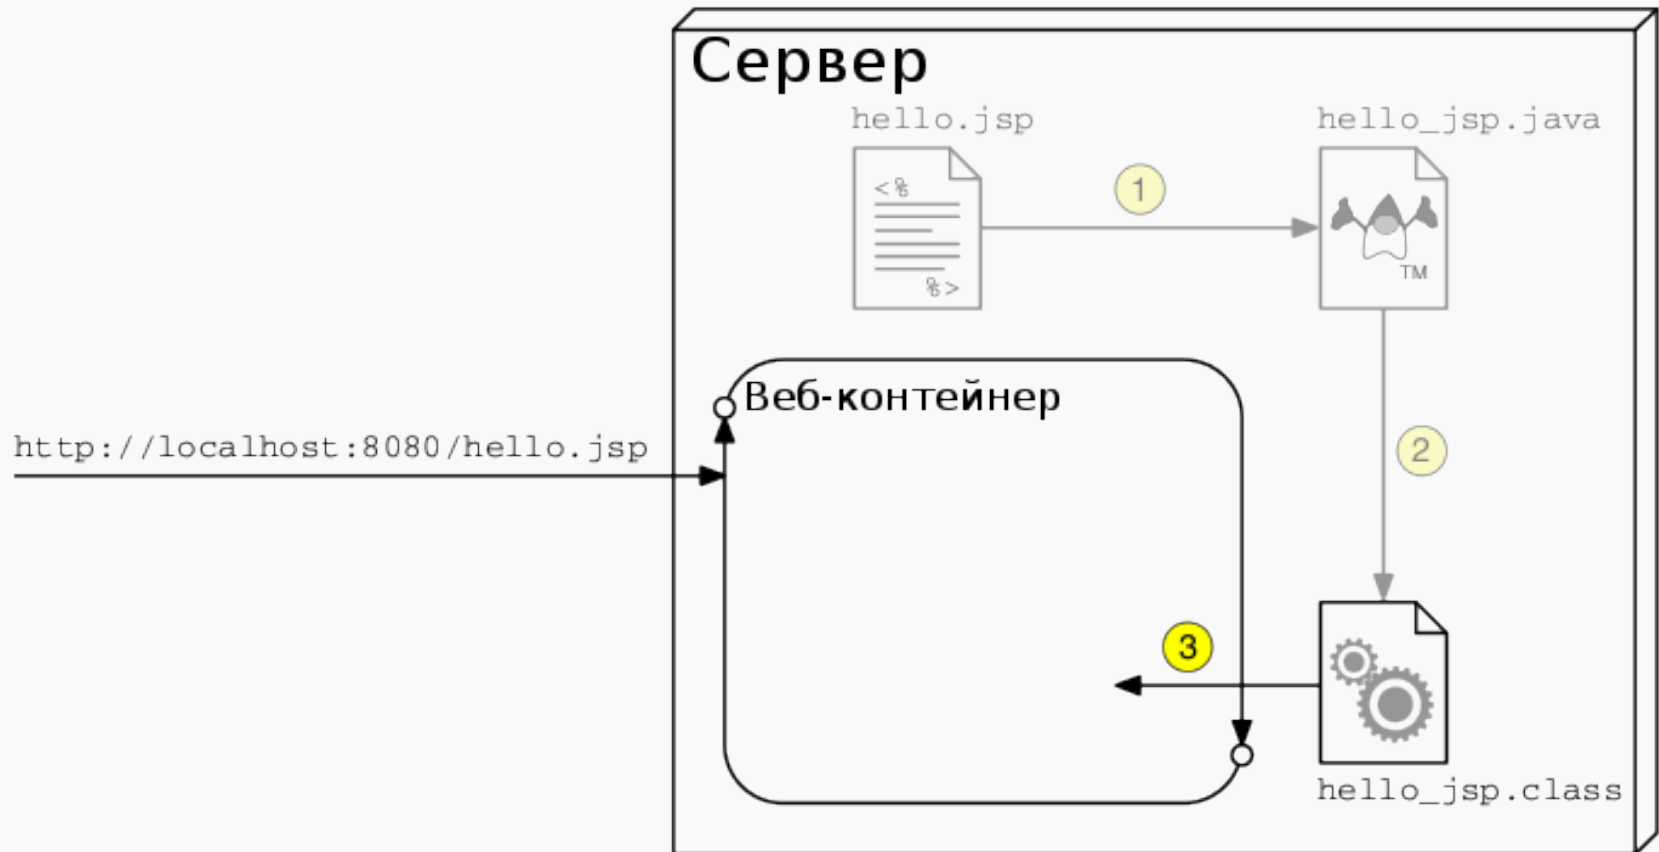 Сервер
hello.jsp
hello_jsp.java
<%
%>
1
TM
Веб-контейнер
http://localhost:8080/hello.jsp
2
3
hello_jsp.class